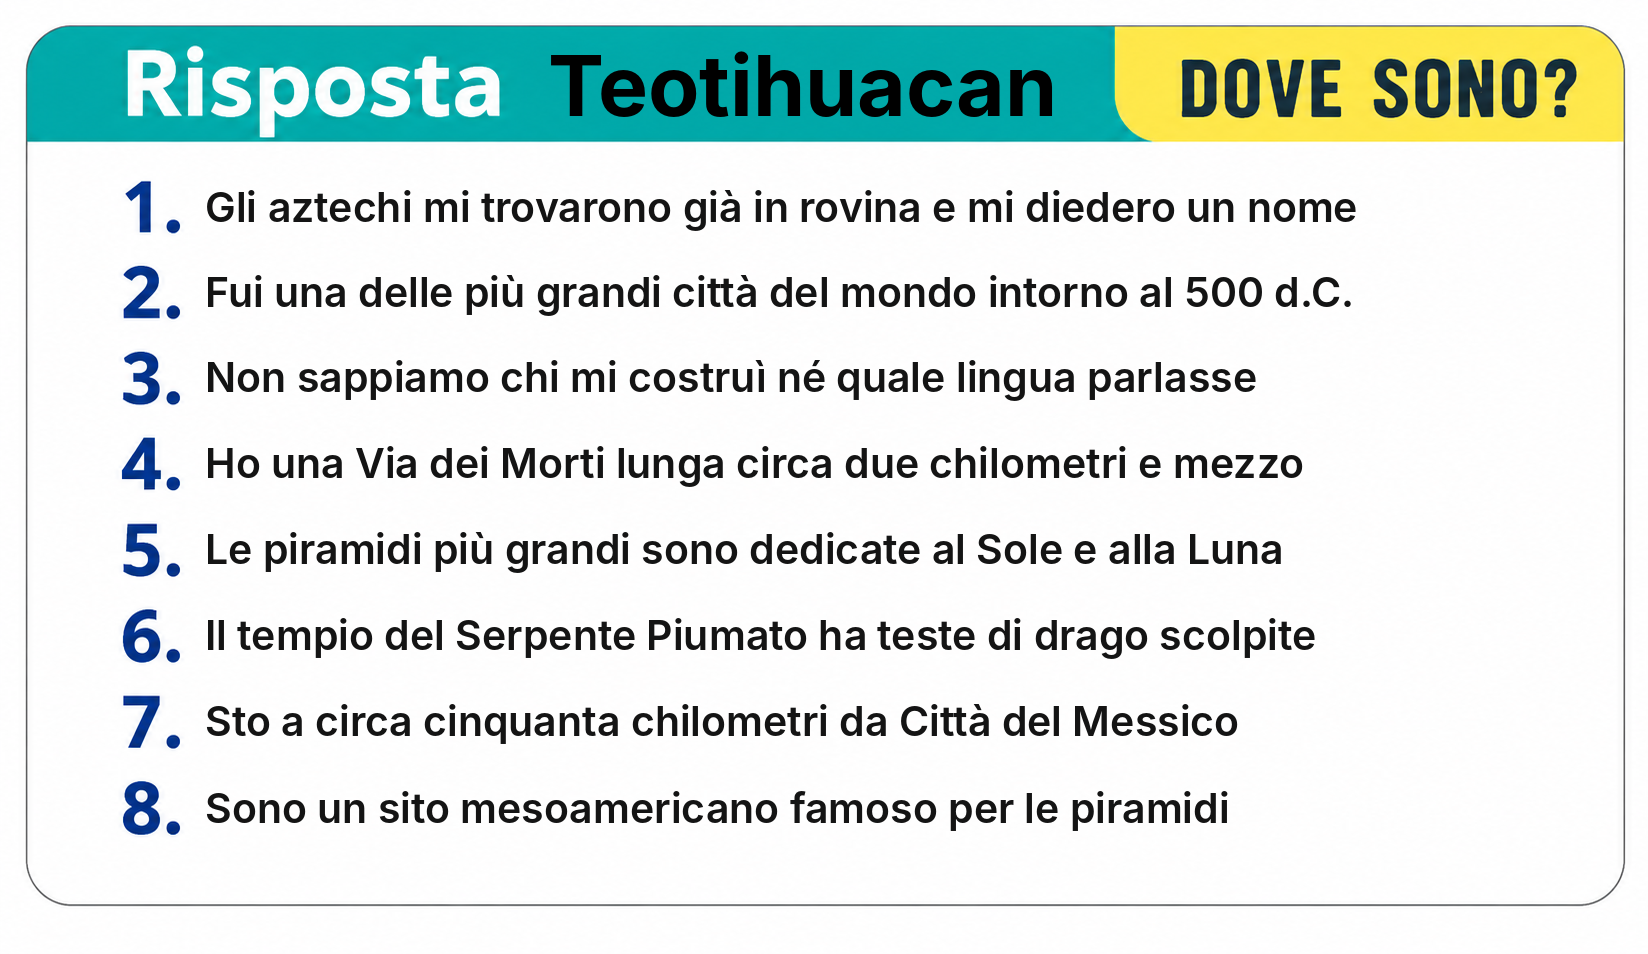 Risposta Teotihuacan DOVE SONO?
1. Gli aztechi mi trovarono già in rovina e mi diedero un nome
2. Fui una delle più grandi città del mondo intorno al 500 d.C.
3. Non sappiamo chi mi costruì né quale lingua parlasse
4. Ho una Via dei Morti lunga circa due chilometri e mezzo
5. Le piramidi più grandi sono dedicate al Sole e alla Luna
6. Il tempio del Serpente Piumato ha teste di drago scolpite
7. Sto a circa cinquanta chilometri da Città del Messico
8. Sono un sito mesoamericano famoso per le piramidi